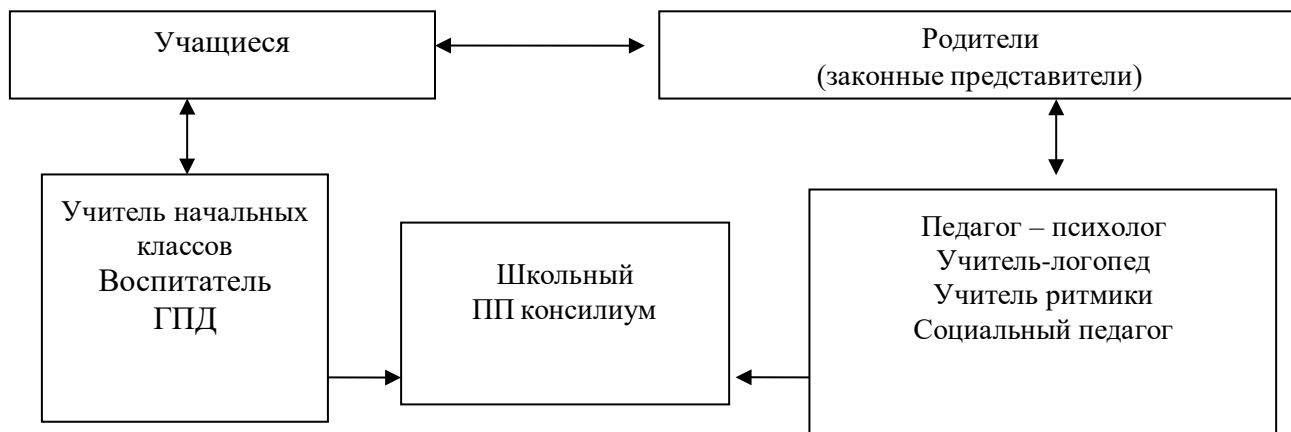 Учащиеся
Родители
(законные представители)
Учитель начальных
классов
Воспитатель
ГПД
Школьный
ПП консилиум
Педагог – психолог
Учитель-логопед
Учитель ритмики
Социальный педагог